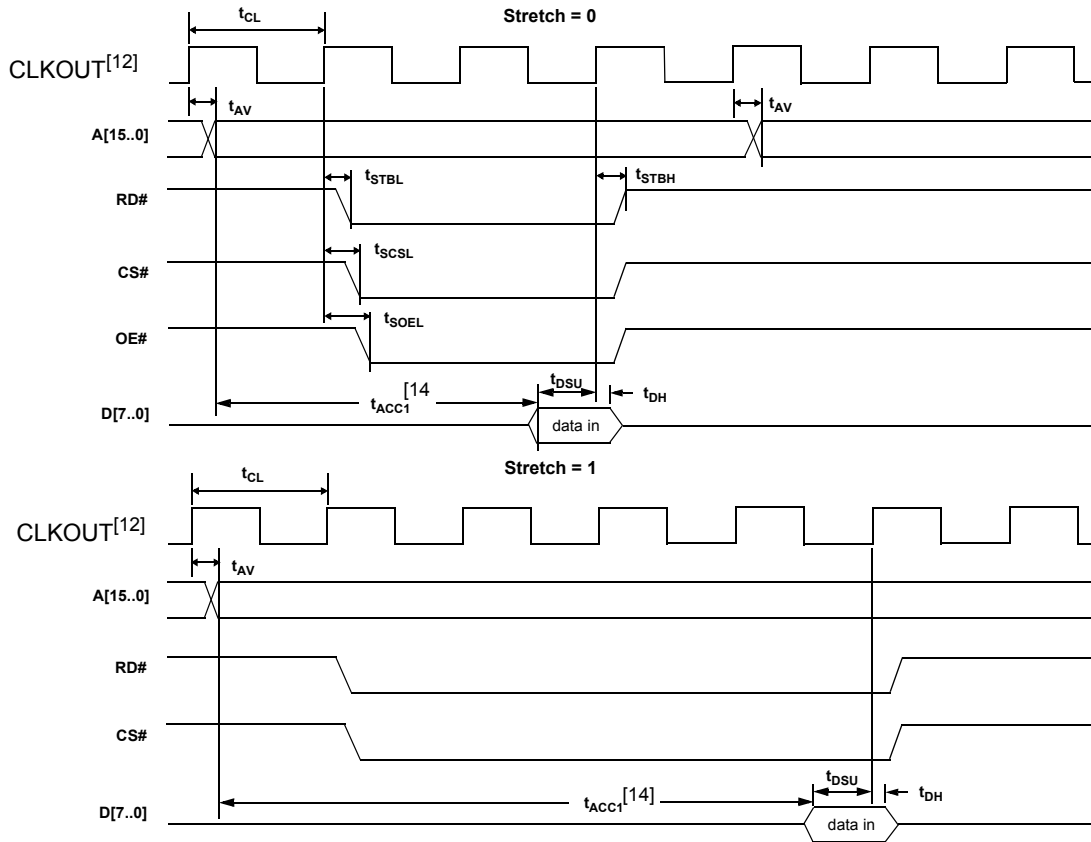 Stretch = 0
tCL
CLKOUT[12]
tAV
tAV
A[15..0]
tSTBL
tSTBH
RD#
tSCSL
CS#
tSOEL
OE#
tDSU
tACC1[14
tDH
D[7..0]
data in
Stretch = 1
tCL
CLKOUT[12]
tAV
A[15..0]
RD#
CS#
tDSU
tACC1[14]
tDH
D[7..0]
data in